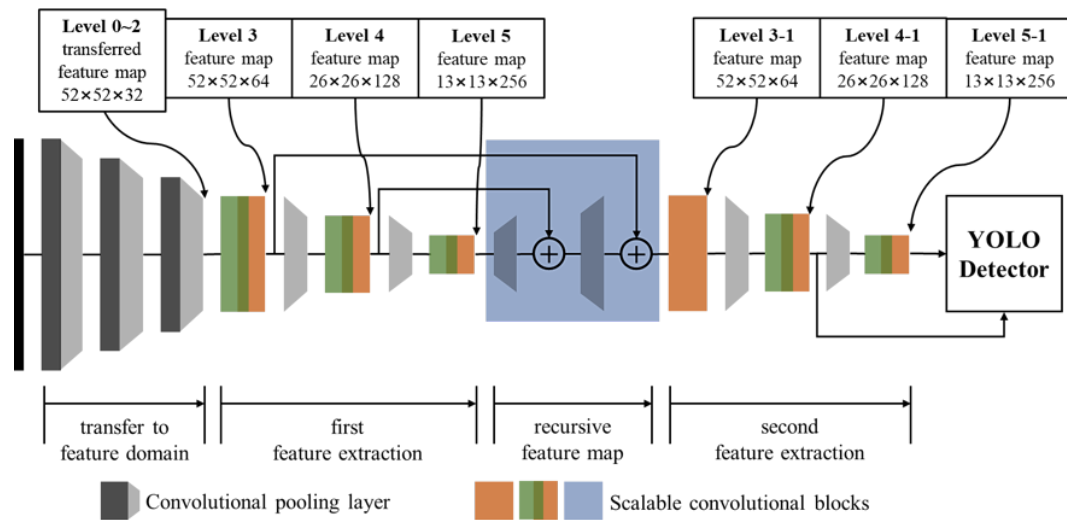 Level 0~2
transferred
feature map
52×52×32
Level 3
feature map
52×52×64
Level 4
feature map
26×26×128
Level 5
feature map
13×13×256
Level 3-1
feature map
52×52×64
Level 4-1
feature map
26×26×128
Level 5-1
feature map
13×13×256
YOLO
Detector
transfer to
feature domain
first
feature extraction
recursive
feature map
second
feature extraction
Convolutional pooling layer
Scalable convolutional blocks